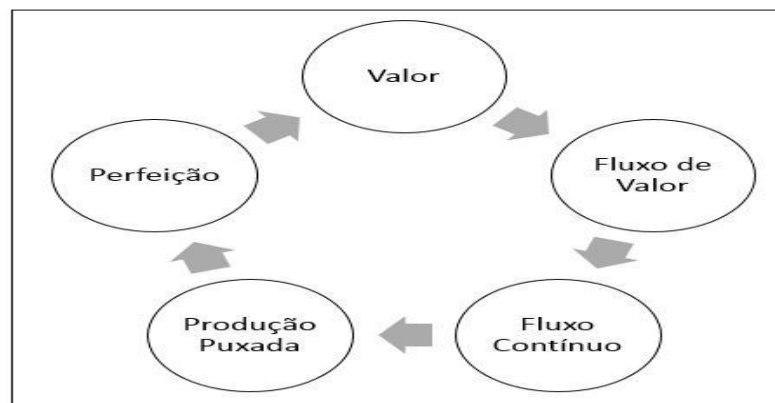 Valor
Fluxo de
Valor
Fluxo
Contínuo
Produção
Puxada
Perfeição